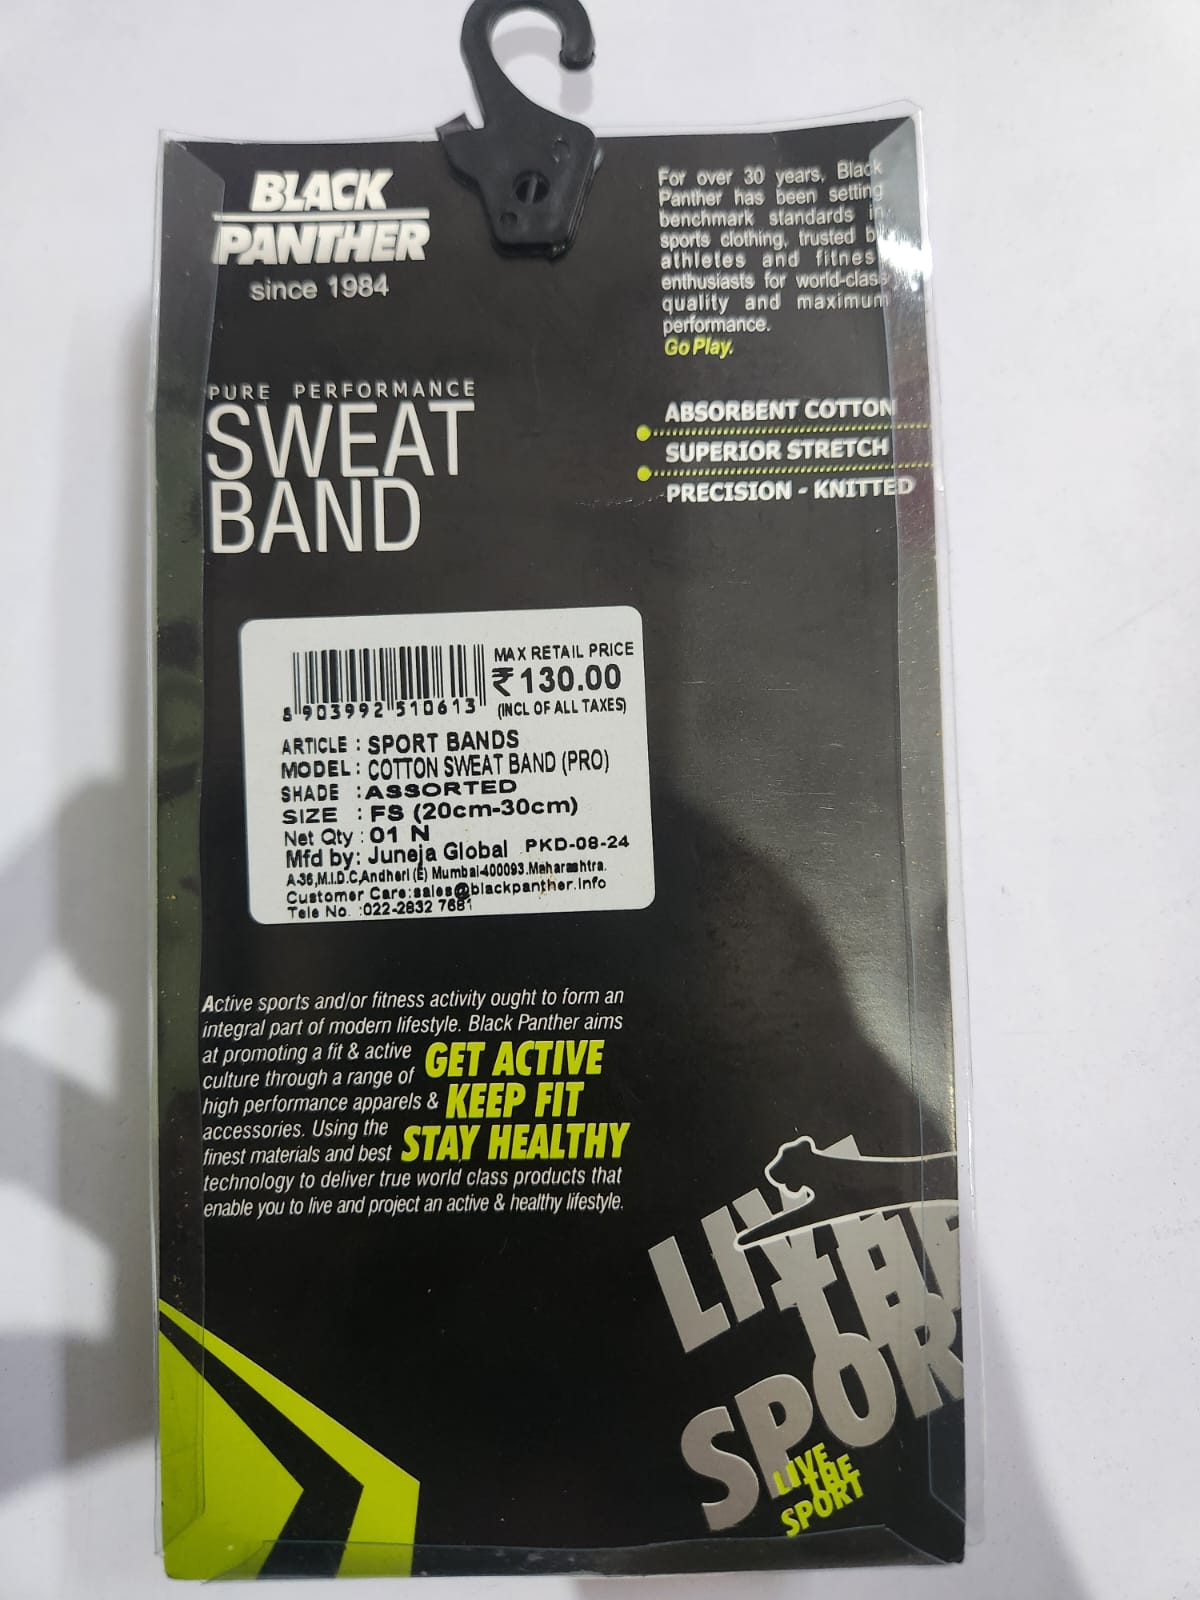 BLACK
PANTHER
since 1984
For over 30 years, Black
Panther has been setting
benchmark standards in
sports clothing, trusted
athletes and
enthusiasts for world-class
quality and maximum
performance.
Go Play.
PURE PERFORMANCE
SWEAT
BAND
ABSORBENT COTTON
SUPERIOR STRETCH
PRECISION - KNITTED
MAX RETAIL PRICE
₹130.00
(INCL OF ALL TAXES)
8 903992 510613
ARTICLE : SPORT BANDS
MODEL : COTTON SWEAT BAND (PRO)
SHADE : ASSORTED
SIZE : FS (20cm-30cm)
Net Qty : 01 N
Mfd by: Juneja Global PKD-08-24
A-36,M.I.D.C,Andheri (E) Mumbai-400093.Maharashtra.
Customer Care:sales@blackpanther.info
Tele No. :022-2832 7681
Active sports and/or fitness activity ought to form an
integral part of modern lifestyle. Black Panther aims
at promoting a fit & active
culture through a range of
high performance apparels &
accessories. Using the
finest materials and best
GET ACTIVE
KEEP FIT
STAY HEALTHY
technology to deliver true world class products that
enable you to live and project an active & healthy lifestyle.
LIVE
THE
SPOR
LIVE
THE
SPORT